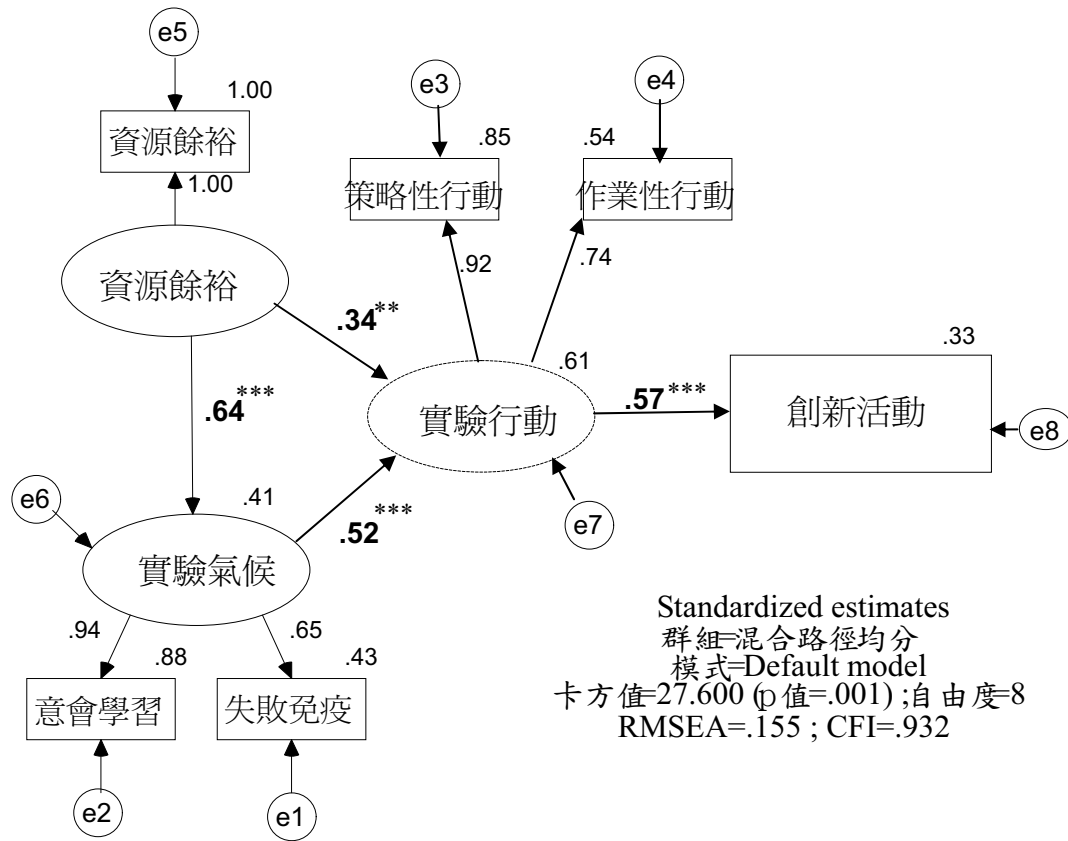 e5
1.00
資源餘裕
1.00
e3
e4
.85
.54
策略性行動
作業性行動
.92
.74
資源餘裕
.34**
.64***
.61
實驗行動
.57***
.33
創新活動
e8
e7
e6
.41
.52***
實驗氣候
.94
.65
.88
.43
意會學習
失敗免疫
e2
e1
Standardized estimates
群組=混合路徑均分
模式=Default model
卡方值=27.600 (p值=.001) ;自由度=8
RMSEA=.155 ; CFI=.932